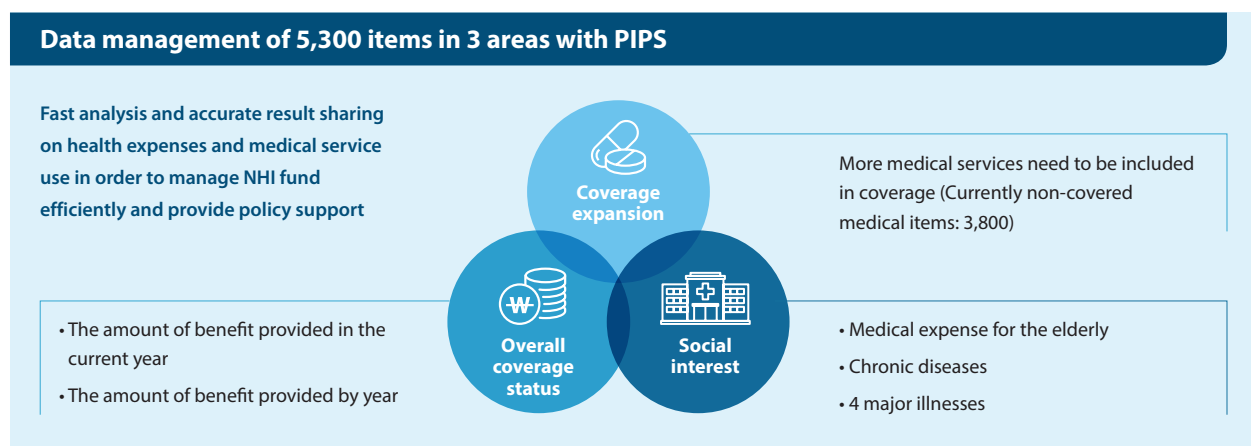 Data management of 5,300 items in 3 areas with PIPS
Fast analysis and accurate result sharing
on health expenses and medical service
use in order to manage NHI fund
efficiently and provide policy support
Coverage
expansion
More medical services need to be included
in coverage (Currently non-covered
medical items: 3,800)
• The amount of benefit provided in the
current year
• The amount of benefit provided by year
₩
Overall
coverage
status
Social
interest
• Medical expense for the elderly
• Chronic diseases
• 4 major illnesses